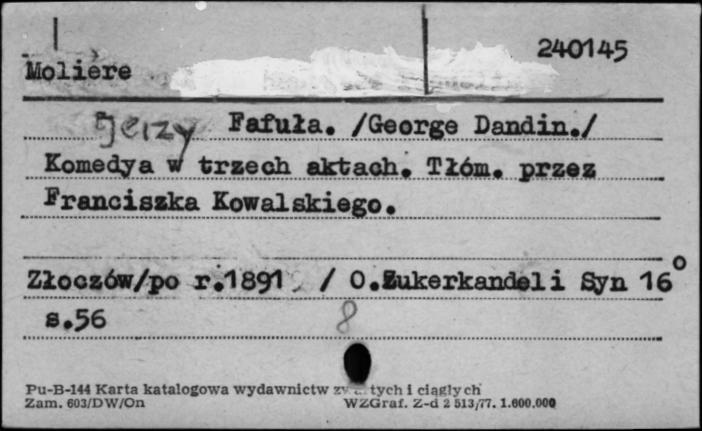 240145
Molière
Jerzy Fafuła. /George Dandin./
Komedya w trzech aktach. Tłóm. przez
Franciszka Kowalskiego.
Złoczów/po r.1891 / O.Zukerkandel i Syn 16°
s.56
8
Pu-B-144 Karta katalogowa wydawnictw zwartych i ciągłych
Zam. 603/DW/On WZGraf. Z-d 2 513/77. 1.600.000